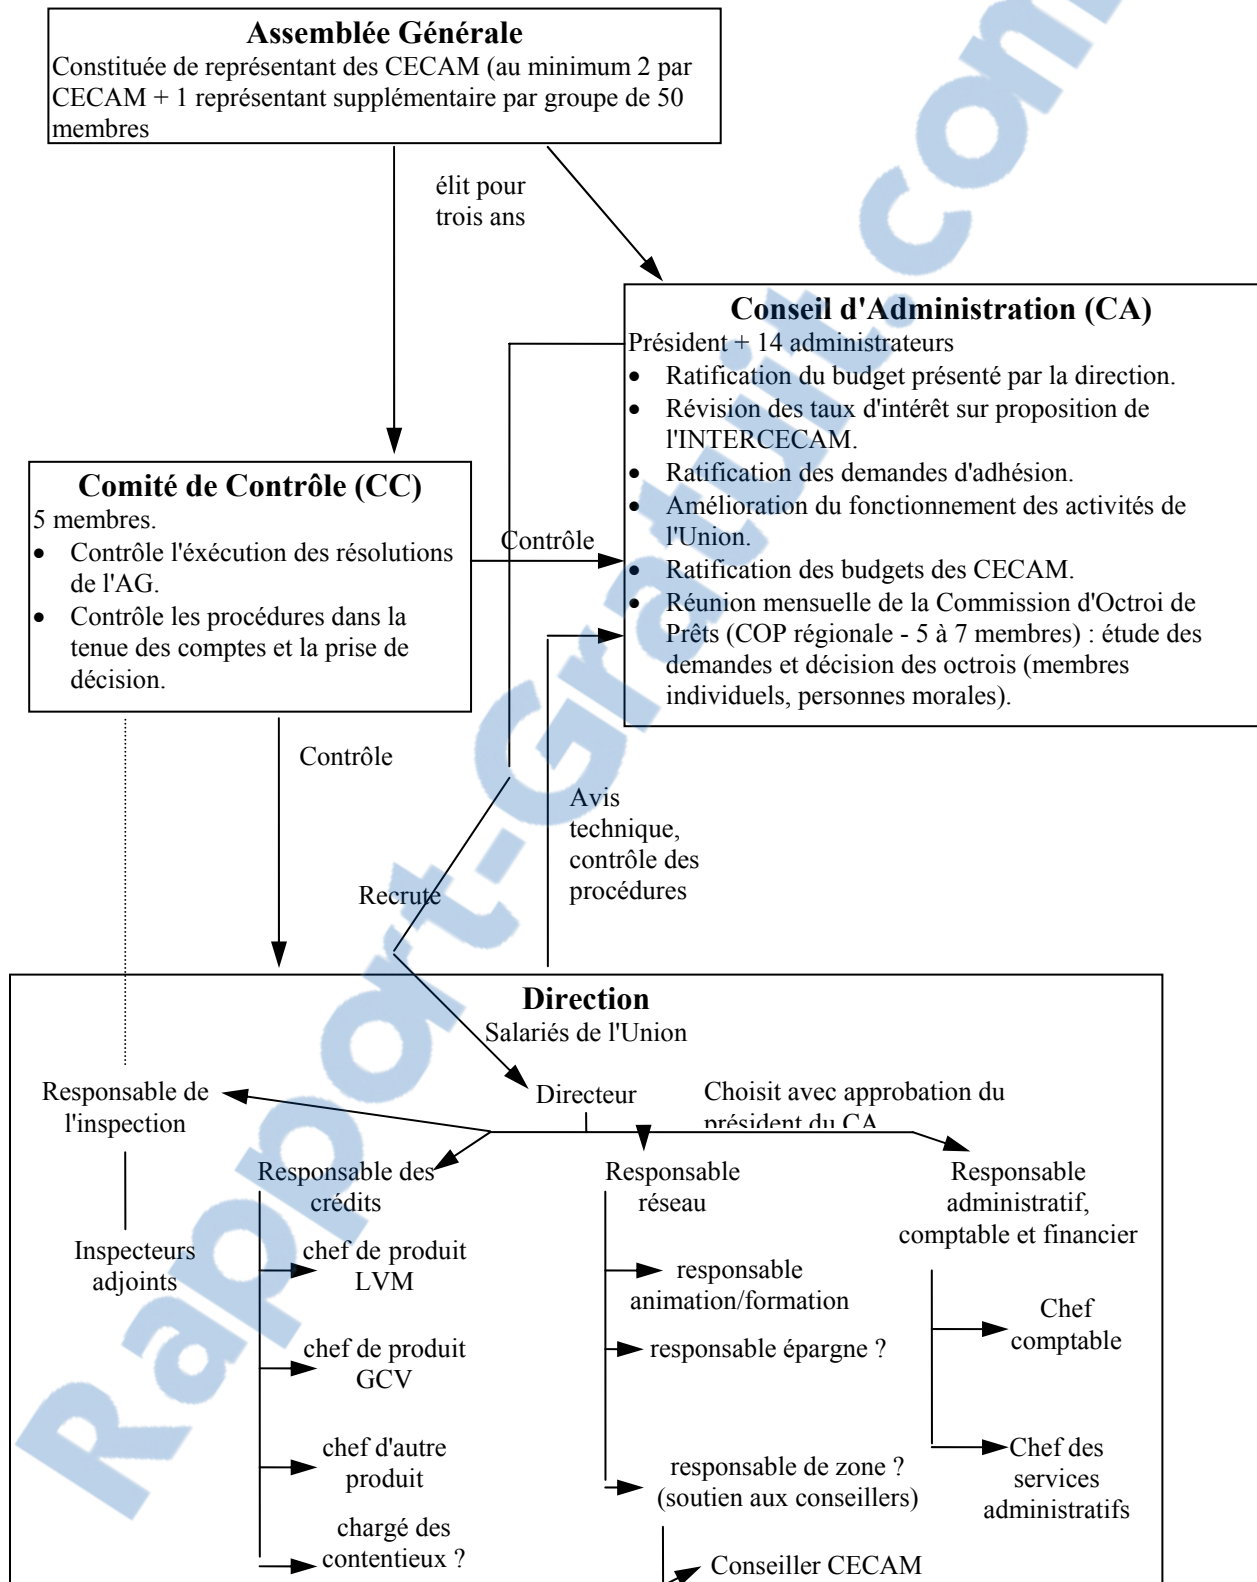 Assemblée Générale
Constituée de représentant des CECAM (au minimum 2 par
CECAM + 1 représentant supplémentaire par groupe de 50
membres
élit pour
trois ans
Conseil d'Administration (CA)
Président + 14 administrateurs
• Ratification du budget présenté par la direction.
• Révision des taux d'intérêt sur proposition de
l'INTERCECAM.
• Ratification des demandes d'adhésion.
• Amélioration du fonctionnement des activités de
l'Union.
• Ratification des budgets des CECAM.
• Réunion mensuelle de la Commission d'Octroi de
Prêts (COP régionale - 5 à 7 membres) : étude des
demandes et décision des octrois (membres
individuels, personnes morales).
Comité de Contrôle (CC)
5 membres.
• Contrôle l'éxécution des résolutions
de l'AG.
• Contrôle les procédures dans la
tenue des comptes et la prise de
décision.
Contrôle
Contrôle
Avis
technique,
contrôle des
procédures
Recrute
Direction
Salariés de l'Union
Directeur
Choisit avec approbation du
président du CA
Responsable de
l'inspection
Inspecteurs
adjoints
Responsable des
crédits
chef de produit
LVM
chef de produit
GCV
chef d'autre
produit
chargé des
contentieux ?
Responsable
réseau
responsable
animation/formation
responsable épargne ?
responsable de zone ?
(soutien aux conseillers)
Conseiller CECAM
Responsable
administratif,
comptable et financier
Chef
comptable
Chef des
services
administratifs
Rapport-Gratuit.com